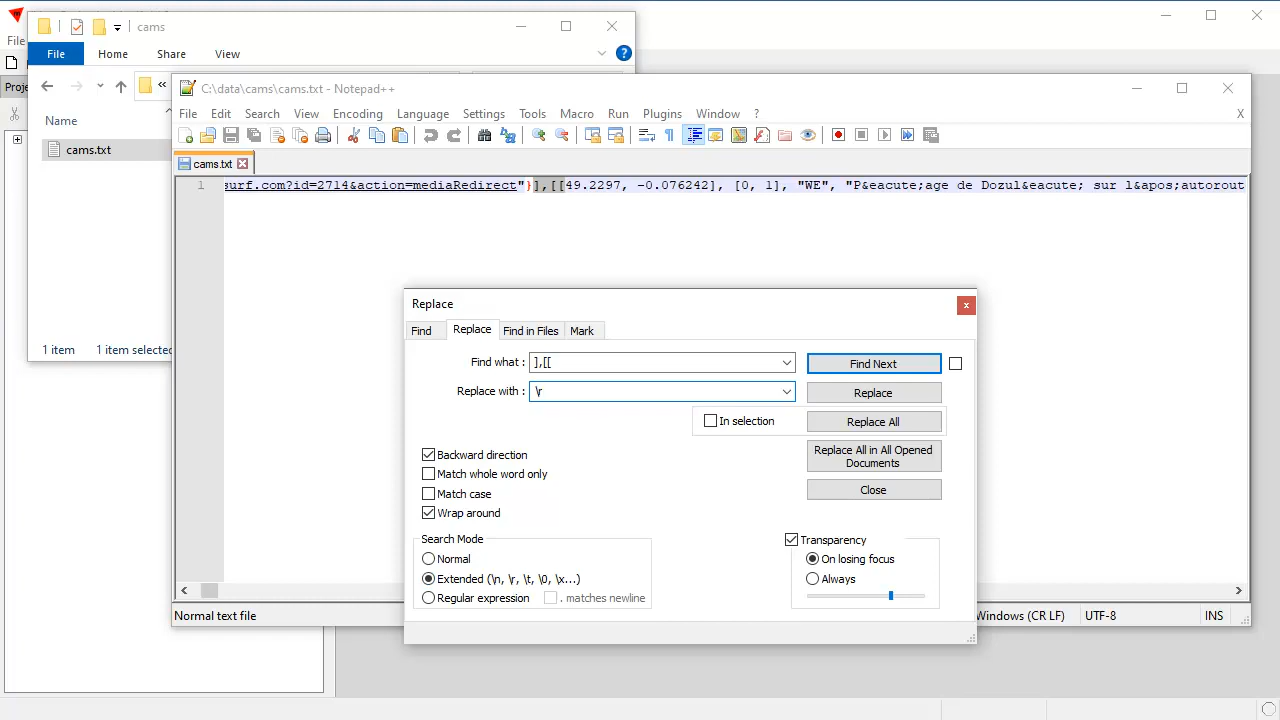 cams
File
File Home Share View
Proje
Name
cams.txt
1 item 1 item selected
C:\data\cams\cams.txt - Notepad++
File Edit Search View Encoding Language Settings Tools Macro Run Plugins Window ? X
cams.txt
1 surf.com?id=2714&action=mediaRedirect"}],[[49.2297, -0.076242], [0, 1], "WE", "P&eacute;age de Dozul&eacute; sur l&apos;autorout
Replace
Find Replace Find in Files Mark
Find what : ],[[ Find Next
Replace with : \r Replace
In selection Replace All
Replace All in All Opened
Documents
Close
Backward direction
Match whole word only
Match case
Wrap around
Search Mode
Normal
Extended (\n, \r, \t, \0, \x...)
Regular expression . matches newline
Transparency
On losing focus
Always
Normal text file Windows (CR LF) UTF-8 INS